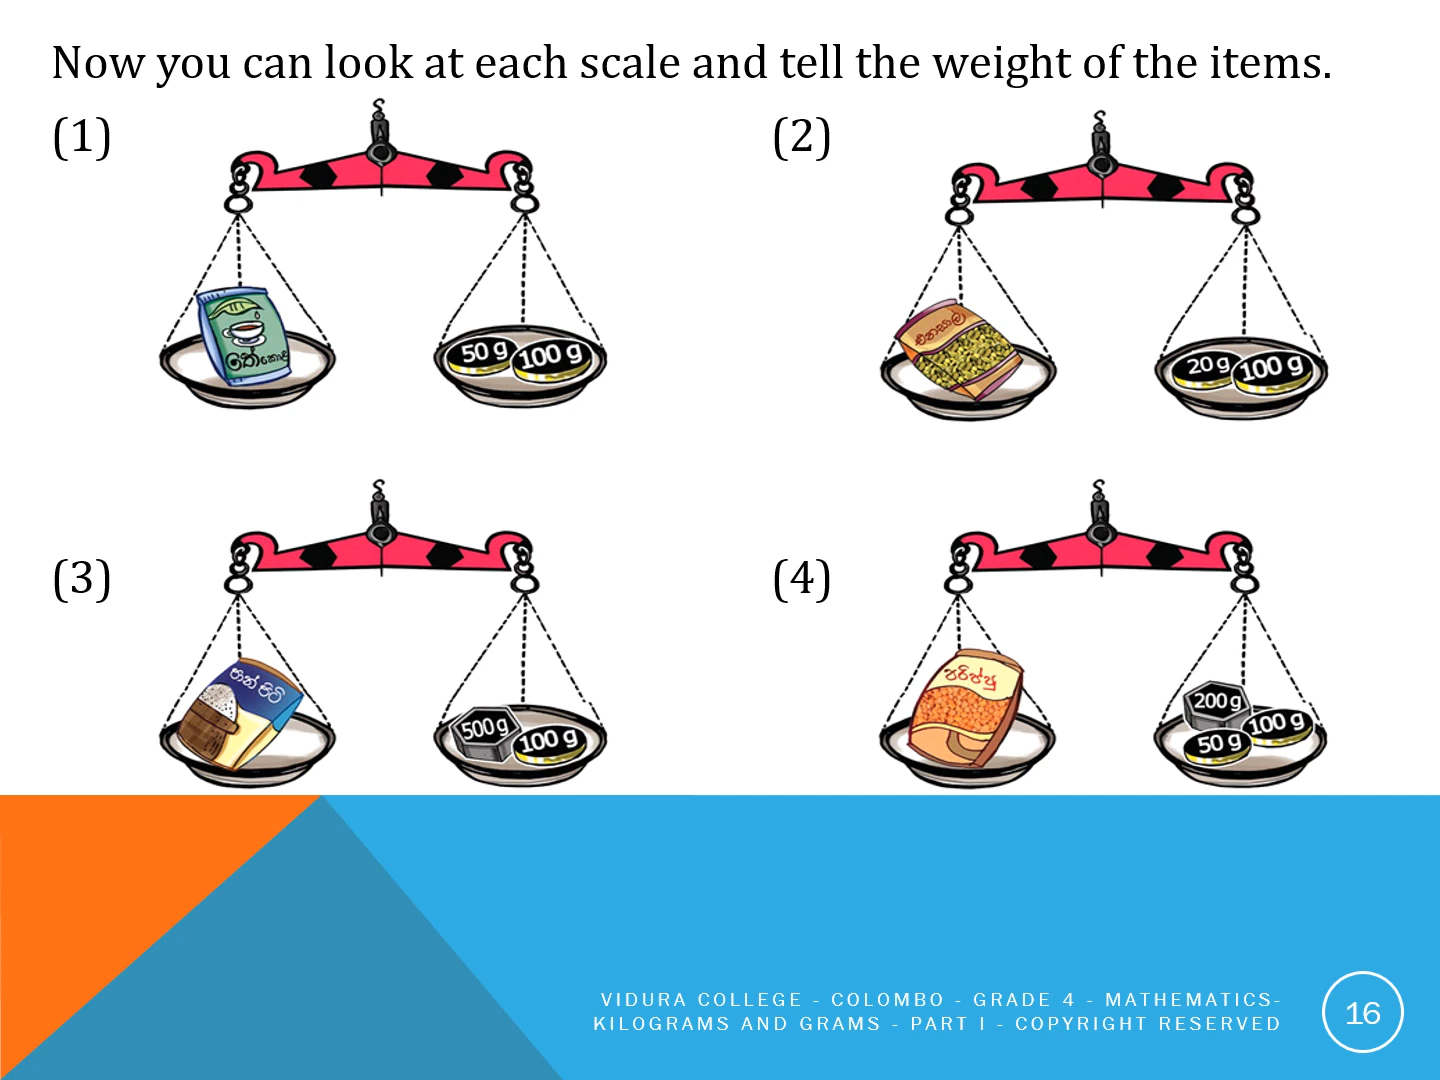 Now you can look at each scale and tell the weight of the items.
(1)
තේ කොළ
50 g 100 g
(2)
එනසාල්
20 g 100 g
(3)
පාන් පිටි
500 g 100 g
(4)
පරිප්පු
200 g
100 g
50 g
VIDURA COLLEGE - COLOMBO - GRADE 4 - MATHEMATICS-
KILOGRAMS AND GRAMS - PART I - COPYRIGHT RESERVED
16